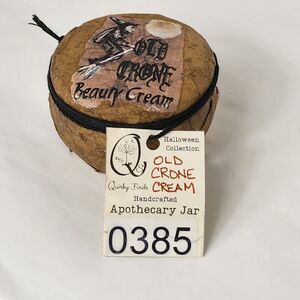 OLD
CRONE
Beauty Cream
Halloween
Collection
Q
Quirky Finds
OLD
CRONE
CREAM
Handcrafted
Apothecary Jar
0385